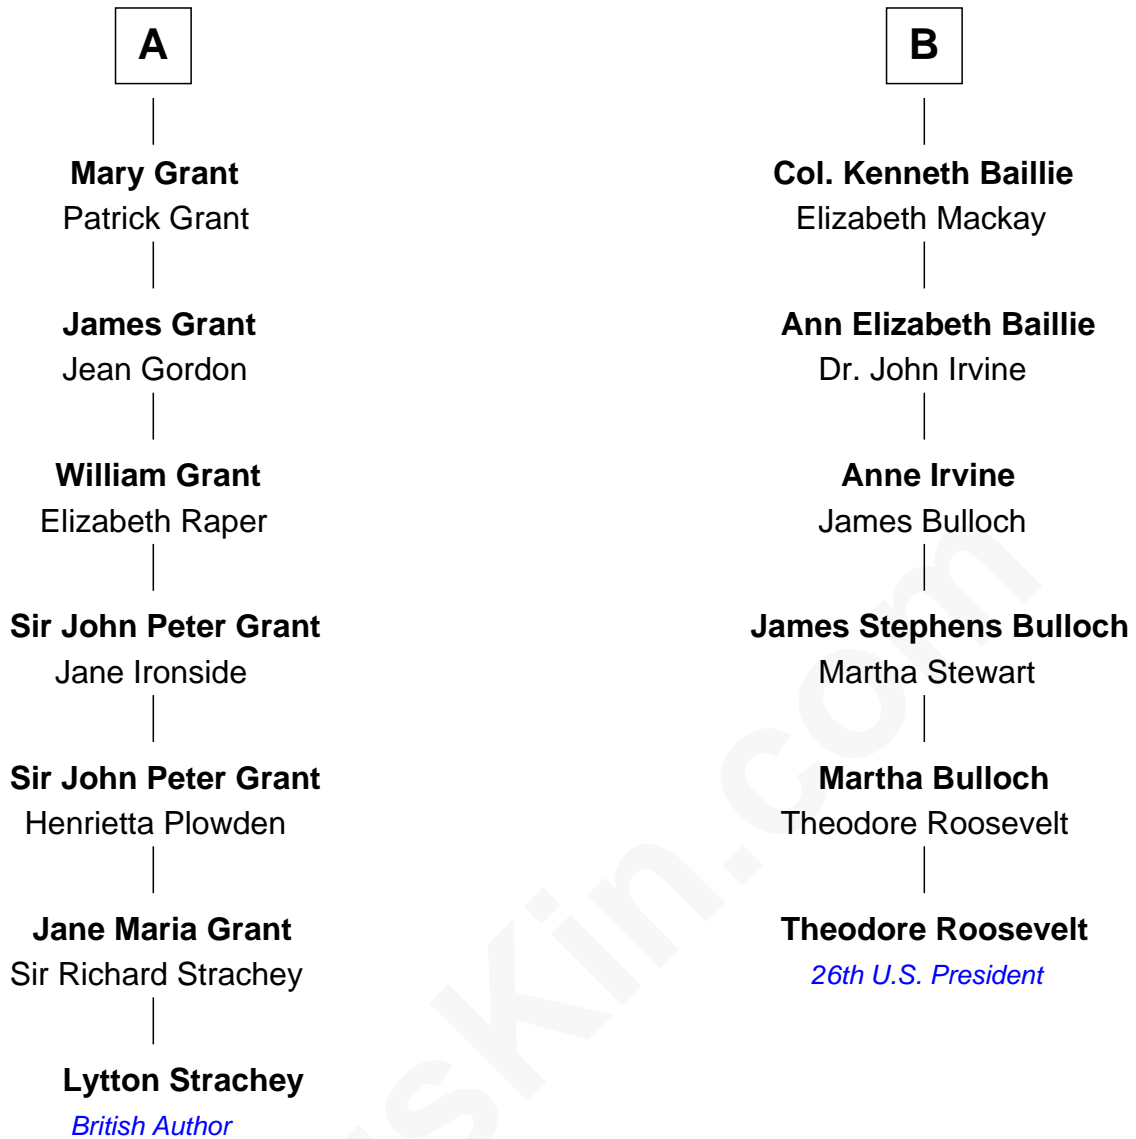 A
Mary Grant
Patrick Grant
James Grant
Jean Gordon
William Grant
Elizabeth Raper
Sir John Peter Grant
Jane Ironside
Sir John Peter Grant
Henrietta Plowden
Jane Maria Grant
Sir Richard Strachey
Lytton Strachey
British Author
B
Col. Kenneth Baillie
Elizabeth Mackay
Ann Elizabeth Baillie
Dr. John Irvine
Anne Irvine
James Bulloch
James Stephens Bulloch
Martha Stewart
Martha Bulloch
Theodore Roosevelt
Theodore Roosevelt
26th U.S. President
sKin.com